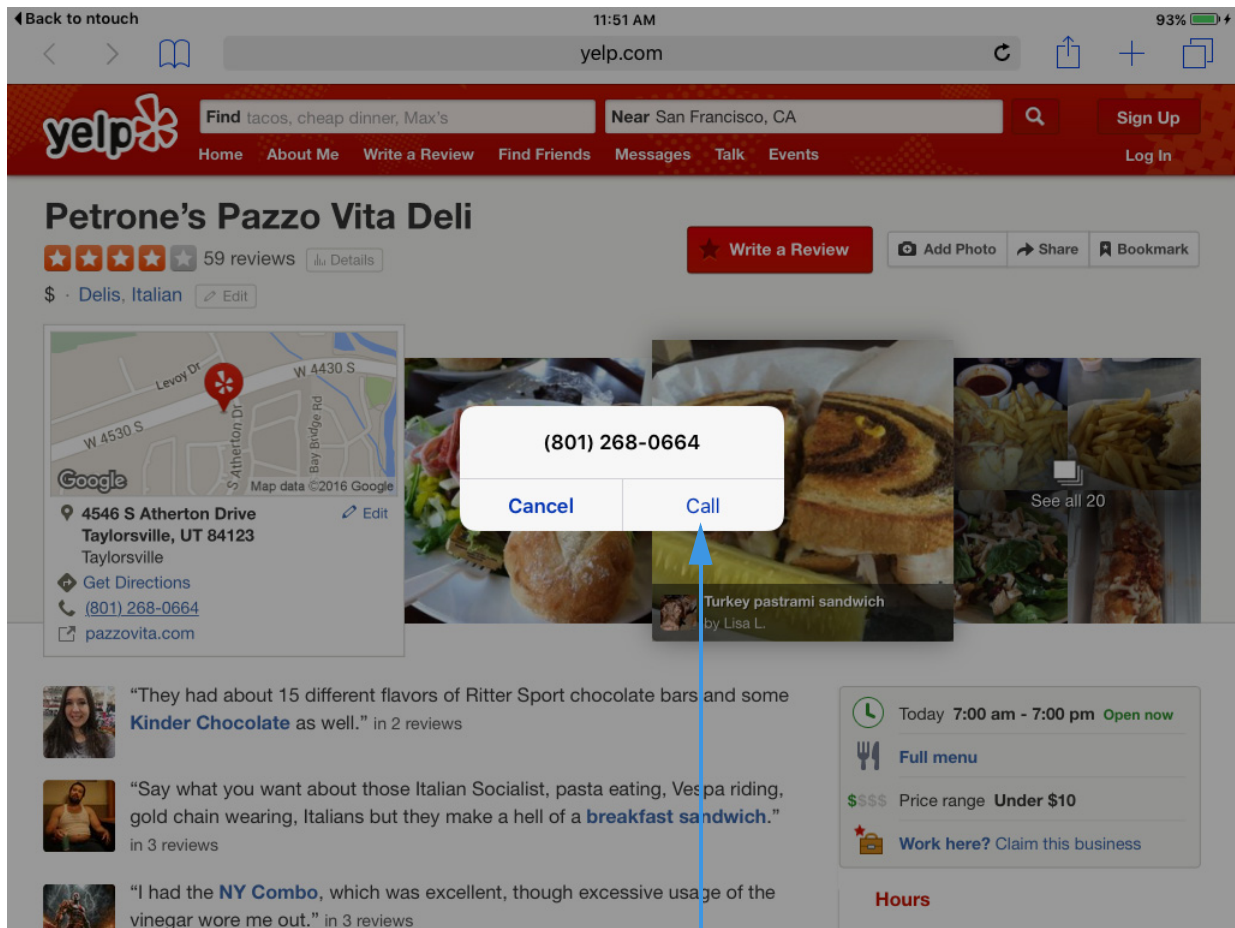 Back to ntouch
11:51 AM
93%
yelp.com
yelp
Find tacos, cheap dinner, Max's
Near San Francisco, CA
Sign Up
Home About Me Write a Review Find Friends Messages Talk Events
Log In
Petrone's Pazzo Vita Deli
59 reviews Details
Write a Review
Add Photo Share Bookmark
$ · Delis, Italian Edit
Levoy Dr
W 4430 S
W 4530 S
S Atherton Dr
Bay Bridge Rd
Google
Map data ©2016 Google
4546 S Atherton Drive Edit
Taylorsville, UT 84123
Taylorsville
Get Directions
(801) 268-0664
pazzovita.com
(801) 268-0664
Cancel Call
See all 20
Turkey pastrami sandwich
by Lisa L.
“They had about 15 different flavors of Ritter Sport chocolate bars and some
Kinder Chocolate as well.” in 2 reviews
“Say what you want about those Italian Socialist, pasta eating, Vespa riding,
gold chain wearing, Italians but they make a hell of a breakfast sandwich.”
in 3 reviews
“I had the NY Combo, which was excellent, though excessive usage of the
vinegar wore me out.” in 3 reviews
Today 7:00 am - 7:00 pm Open now
Full menu
$$$$ Price range Under $10
Work here? Claim this business
Hours